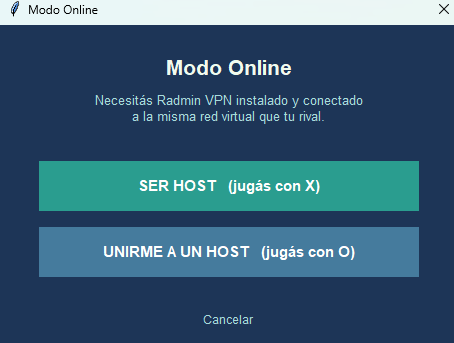 Modo Online
Modo Online
Necesitás Radmin VPN instalado y conectado
a la misma red virtual que tu rival.
SER HOST (jugás con X)
UNIRME A UN HOST (jugás con O)
Cancelar